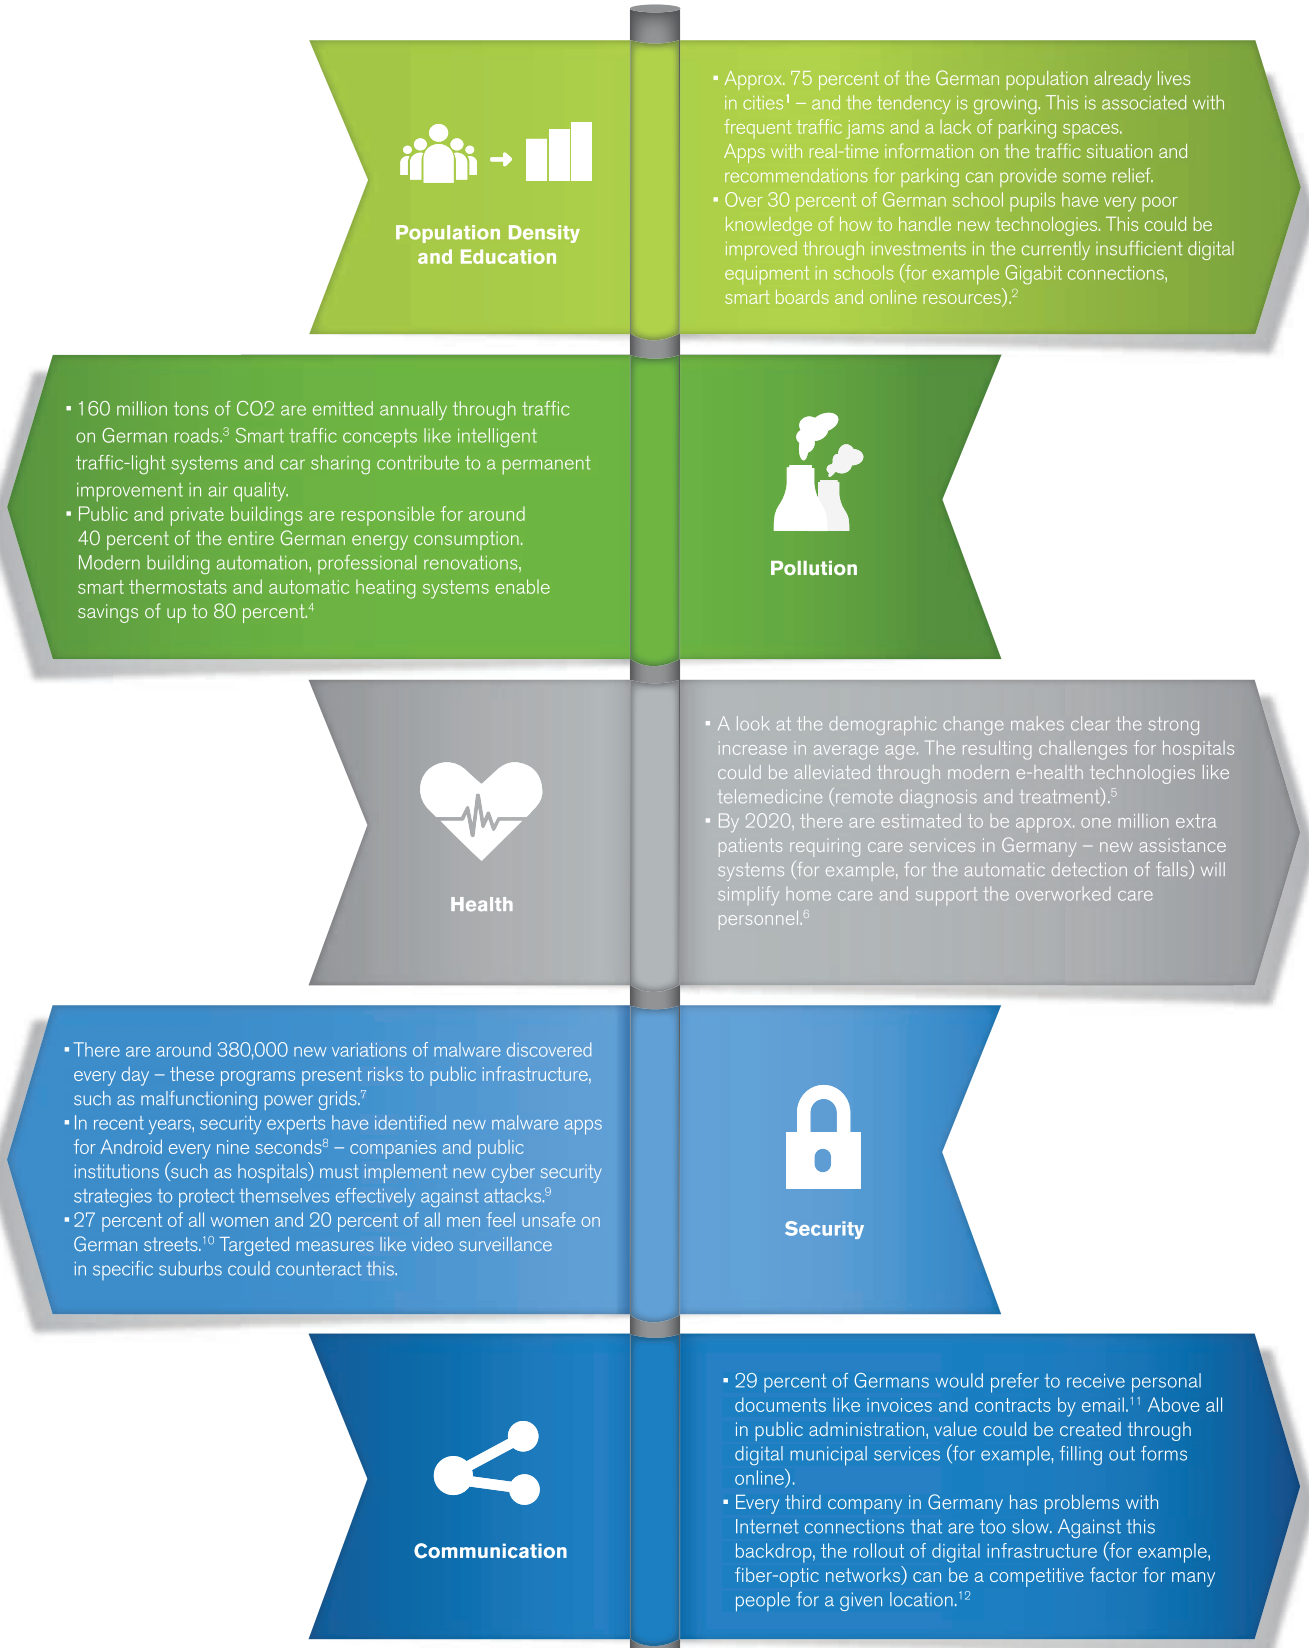 Population Density
and Education
▪ Approx. 75 percent of the German population already lives
in cities¹ – and the tendency is growing. This is associated with
frequent traffic jams and a lack of parking spaces.
Apps with real-time information on the traffic situation and
recommendations for parking can provide some relief.
▪ Over 30 percent of German school pupils have very poor
knowledge of how to handle new technologies. This could be
improved through investments in the currently insufficient digital
equipment in schools (for example Gigabit connections,
smart boards and online resources).²
▪ 160 million tons of CO2 are emitted annually through traffic
on German roads.³ Smart traffic concepts like intelligent
traffic-light systems and car sharing contribute to a permanent
improvement in air quality.
▪ Public and private buildings are responsible for around
40 percent of the entire German energy consumption.
Modern building automation, professional renovations,
smart thermostats and automatic heating systems enable
savings of up to 80 percent.⁴
Pollution
Health
▪ A look at the demographic change makes clear the strong
increase in average age. The resulting challenges for hospitals
could be alleviated through modern e-health technologies like
telemedicine (remote diagnosis and treatment).⁵
▪ By 2020, there are estimated to be approx. one million extra
patients requiring care services in Germany – new assistance
systems (for example, for the automatic detection of falls) will
simplify home care and support the overworked care
personnel.⁶
▪ There are around 380,000 new variations of malware discovered
every day – these programs present risks to public infrastructure,
such as malfunctioning power grids.⁷
▪ In recent years, security experts have identified new malware apps
for Android every nine seconds⁸ – companies and public
institutions (such as hospitals) must implement new cyber security
strategies to protect themselves effectively against attacks.⁹
▪ 27 percent of all women and 20 percent of all men feel unsafe on
German streets.¹⁰ Targeted measures like video surveillance
in specific suburbs could counteract this.
Security
Communication
▪ 29 percent of Germans would prefer to receive personal
documents like invoices and contracts by email.¹¹ Above all
in public administration, value could be created through
digital municipal services (for example, filling out forms
online).
▪ Every third company in Germany has problems with
Internet connections that are too slow. Against this
backdrop, the rollout of digital infrastructure (for example,
fiber-optic networks) can be a competitive factor for many
people for a given location.¹²